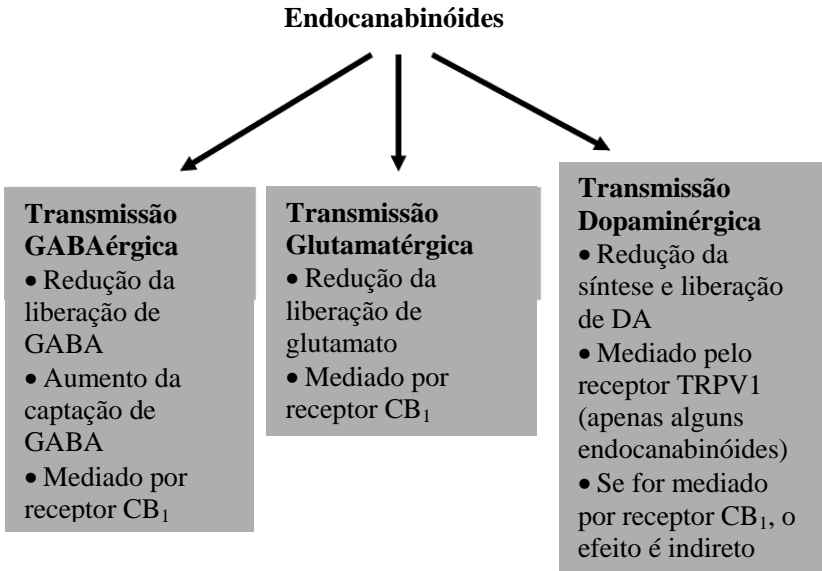 Endocanabinóides
Transmissão
GABAérgica
• Redução da
liberação de
GABA
• Aumento da
captação de
GABA
• Mediado por
receptor CB₁
Transmissão
Glutamatérgica
• Redução da
liberação de
glutamato
• Mediado por
receptor CB₁
Transmissão
Dopaminérgica
• Redução da
síntese e liberação
de DA
• Mediado pelo
receptor TRPV1
(apenas alguns
endocanabinóides)
• Se for mediado
por receptor CB₁, o
efeito é indireto